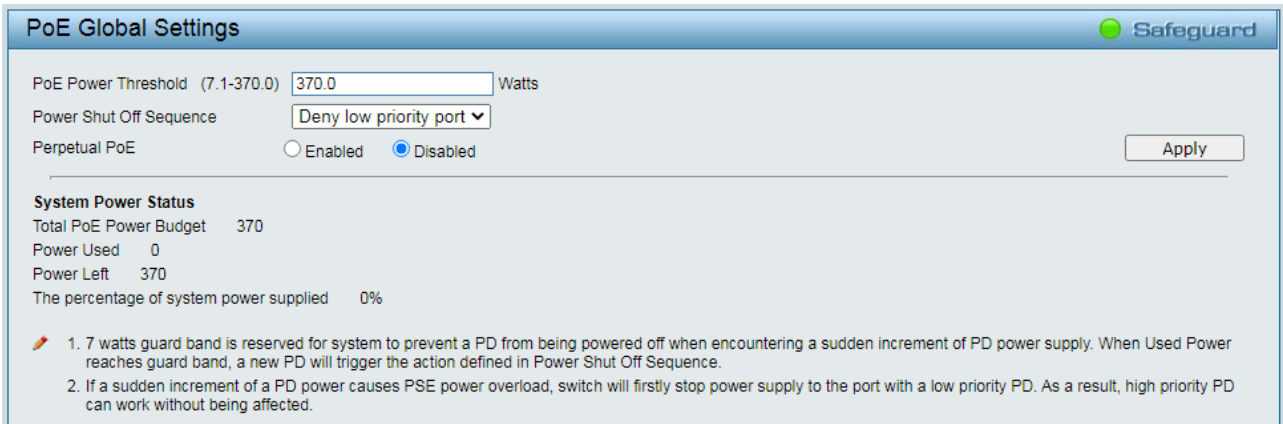 PoE Global Settings
Safeguard
PoE Power Threshold (7.1-370.0) 370.0 Watts
Power Shut Off Sequence Deny low priority port
Perpetual PoE Enabled Disabled
Apply
System Power Status
Total PoE Power Budget 370
Power Used 0
Power Left 370
The percentage of system power supplied 0%
1. 7 watts guard band is reserved for system to prevent a PD from being powered off when encountering a sudden increment of PD power supply. When Used Power
reaches guard band, a new PD will trigger the action defined in Power Shut Off Sequence.
2. If a sudden increment of a PD power causes PSE power overload, switch will firstly stop power supply to the port with a low priority PD. As a result, high priority PD
can work without being affected.